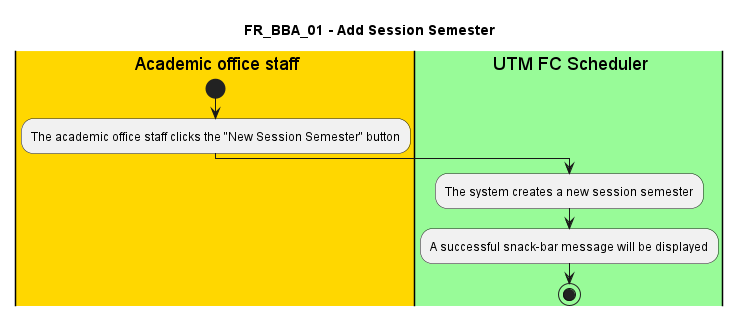 FR_BBA_01 - Add Session Semester
Academic office staff
UTM FC Scheduler
The academic office staff clicks the "New Session Semester" button
The system creates a new session semester
A successful snack-bar message will be displayed